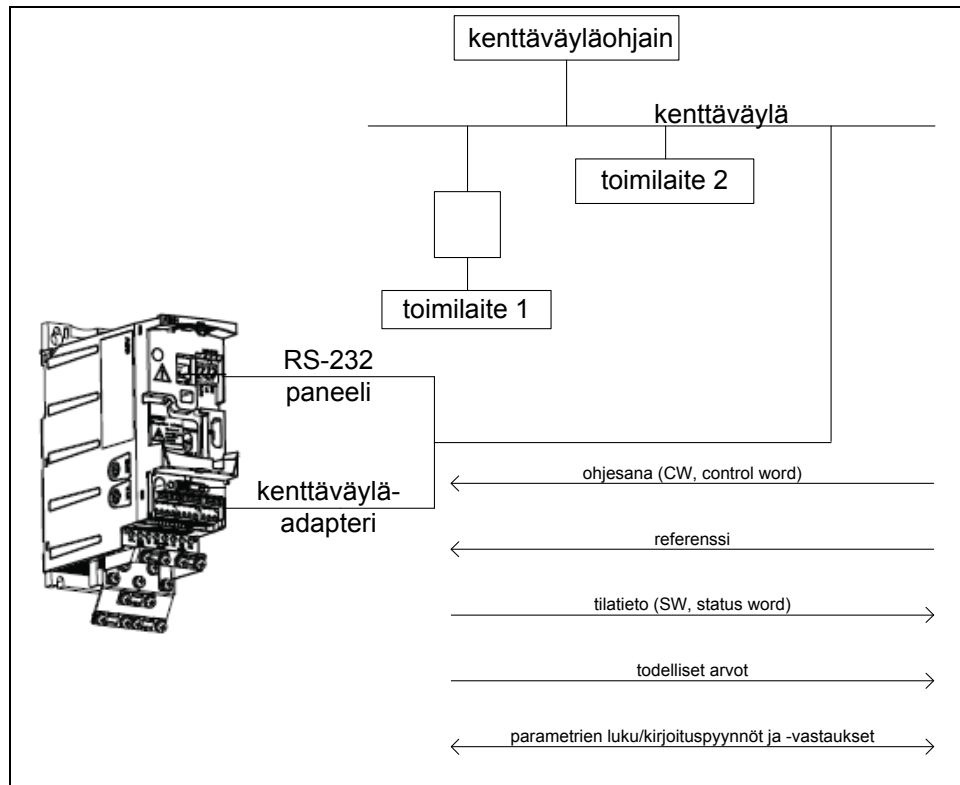 kenttäväyläohjain
kenttäväylä
toimilaite 2
toimilaite 1
RS-232
paneeli
kenttäväylä-
adapteri
ohjesana (CW, control word)
referenssi
tilatieto (SW, status word)
todelliset arvot
parametrien luku/kirjoituspyynnöt ja -vastaukset